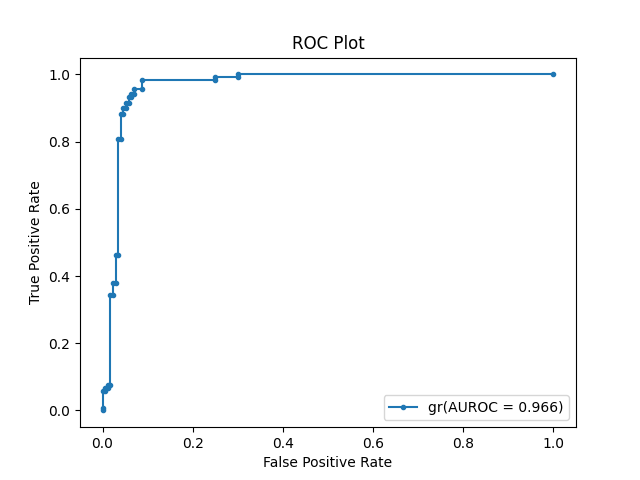 ROC Plot
True Positive Rate
1.0
0.8
0.6
0.4
0.2
0.0
gr(AUROC = 0.966)
0.0 0.2 0.4 0.6 0.8 1.0
False Positive Rate